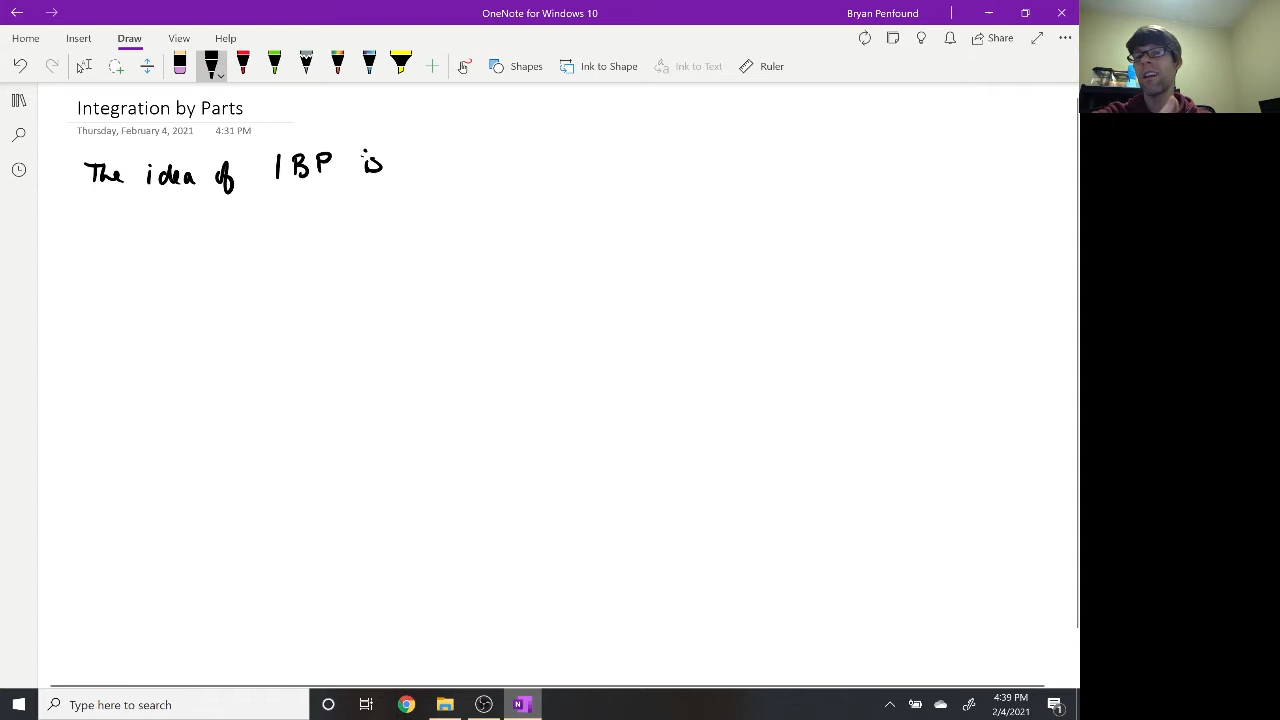 OneNote for Windows 10
Bryan Penfound
Home Insert Draw View Help
Share
Shapes Ink to Shape Ink to Text Ruler
Integration by Parts
Thursday, February 4, 2021 4:31 PM
The idea of IBP is
Type here to search
4:39 PM
2/4/2021
1